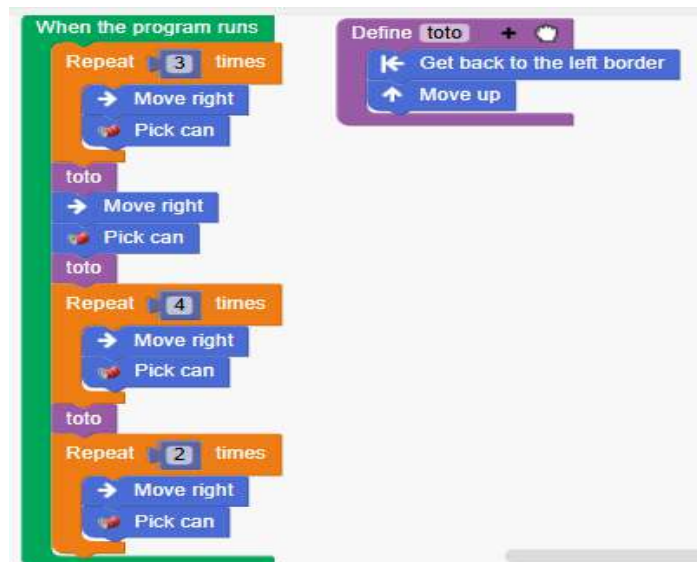 When the program runs
Repeat 3 times
Move right
Pick can
toto
Move right
Pick can
toto
Repeat 4 times
Move right
Pick can
toto
Repeat 2 times
Move right
Pick can
Define toto +
Get back to the left border
Move up